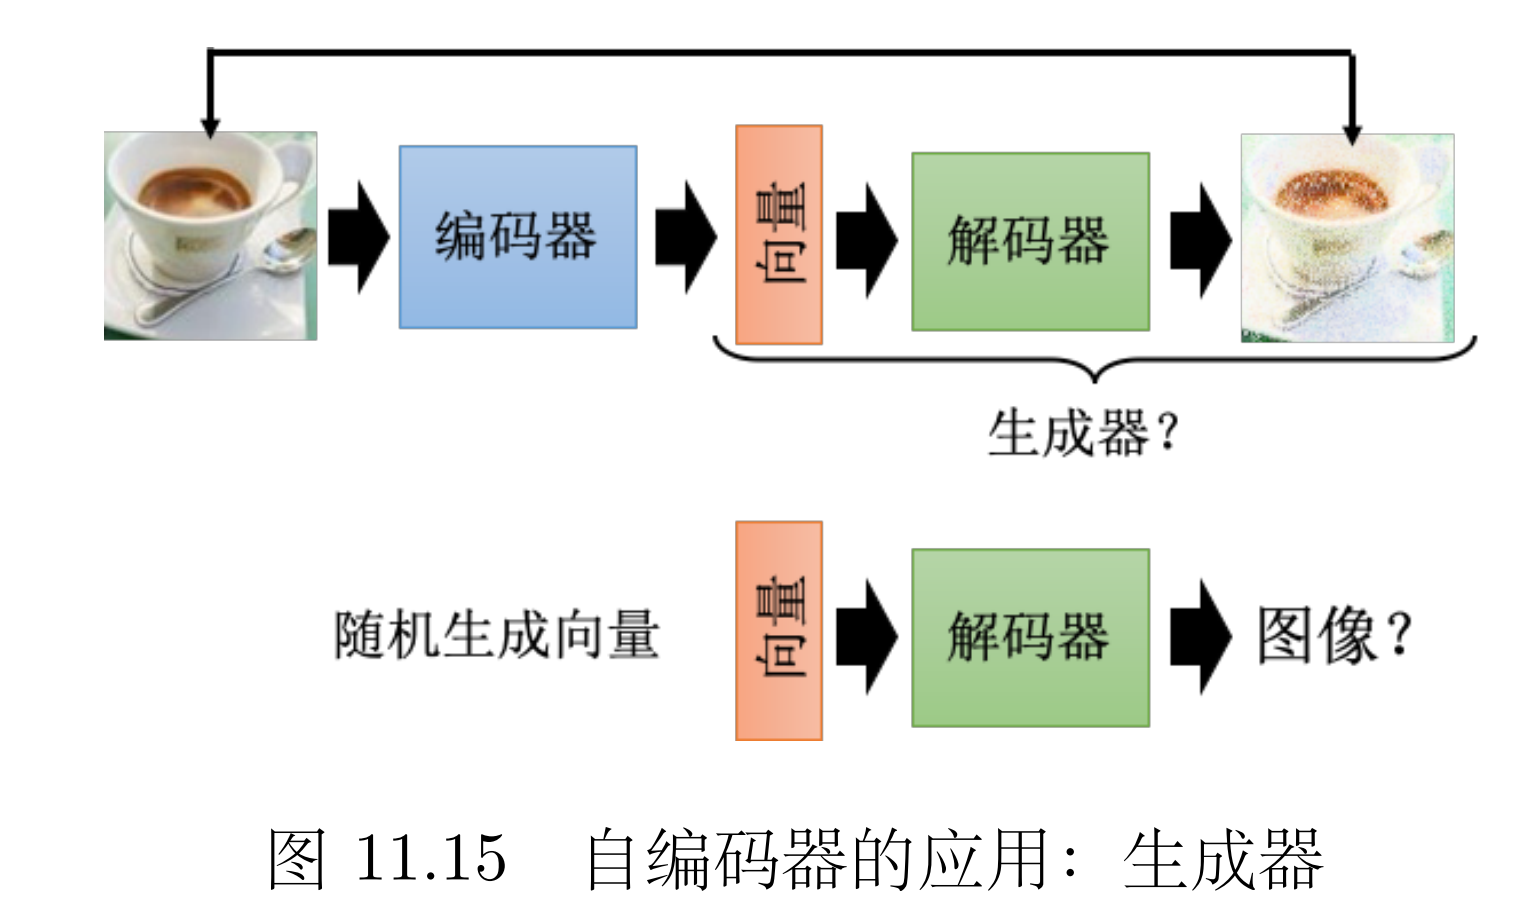 编码器
向量
解码器
生成器？
随机生成向量
向量
解码器
图像？
图 11.15 自编码器的应用：生成器